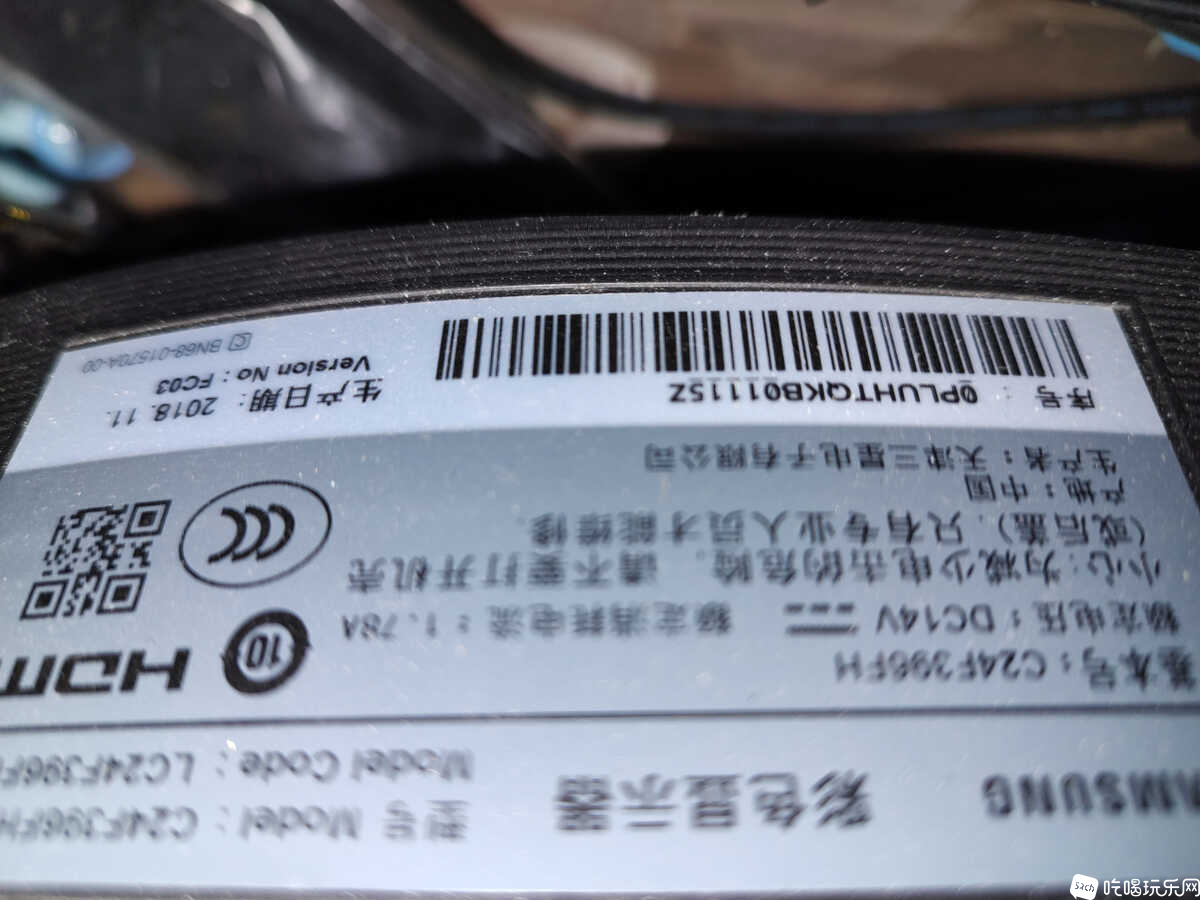 SAMSUNG
彩色显示器
型号 Model : C24F396FH
Model Code : LC24F396F
基本号 : C24F396FH
额定电压 : DC14V 额定消耗电流 : 1.78A
小心 : 为减少电击的危险, 请不要打开机壳
(或后盖), 只有专业人员才能维修.
产地 : 中国
生产者 : 天津三星电子有限公司
HDMI
10
序号 : 0PLUHTQKB01115Z
生产日期: 2018. 11.
Version No : FC03
BN68-01570A-00
吃喝玩乐网